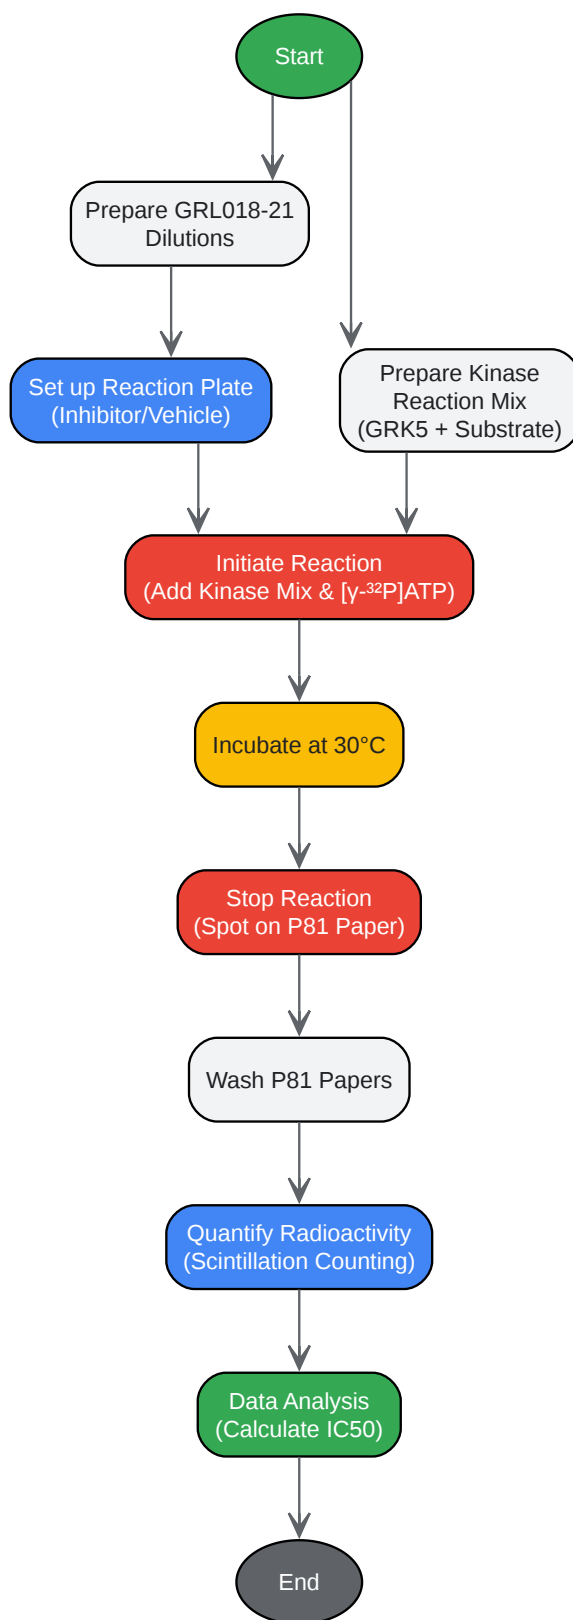 Start
Prepare GRL018-21
Dilutions
Set up Reaction Plate
(Inhibitor/Vehicle)
Prepare Kinase
Reaction Mix
(GRK5 + Substrate)
Initiate Reaction
(Add Kinase Mix & [γ-³²P]ATP)
Incubate at 30°C
Stop Reaction
(Spot on P81 Paper)
Wash P81 Papers
Quantify Radioactivity
(Scintillation Counting)
Data Analysis
(Calculate IC50)
End